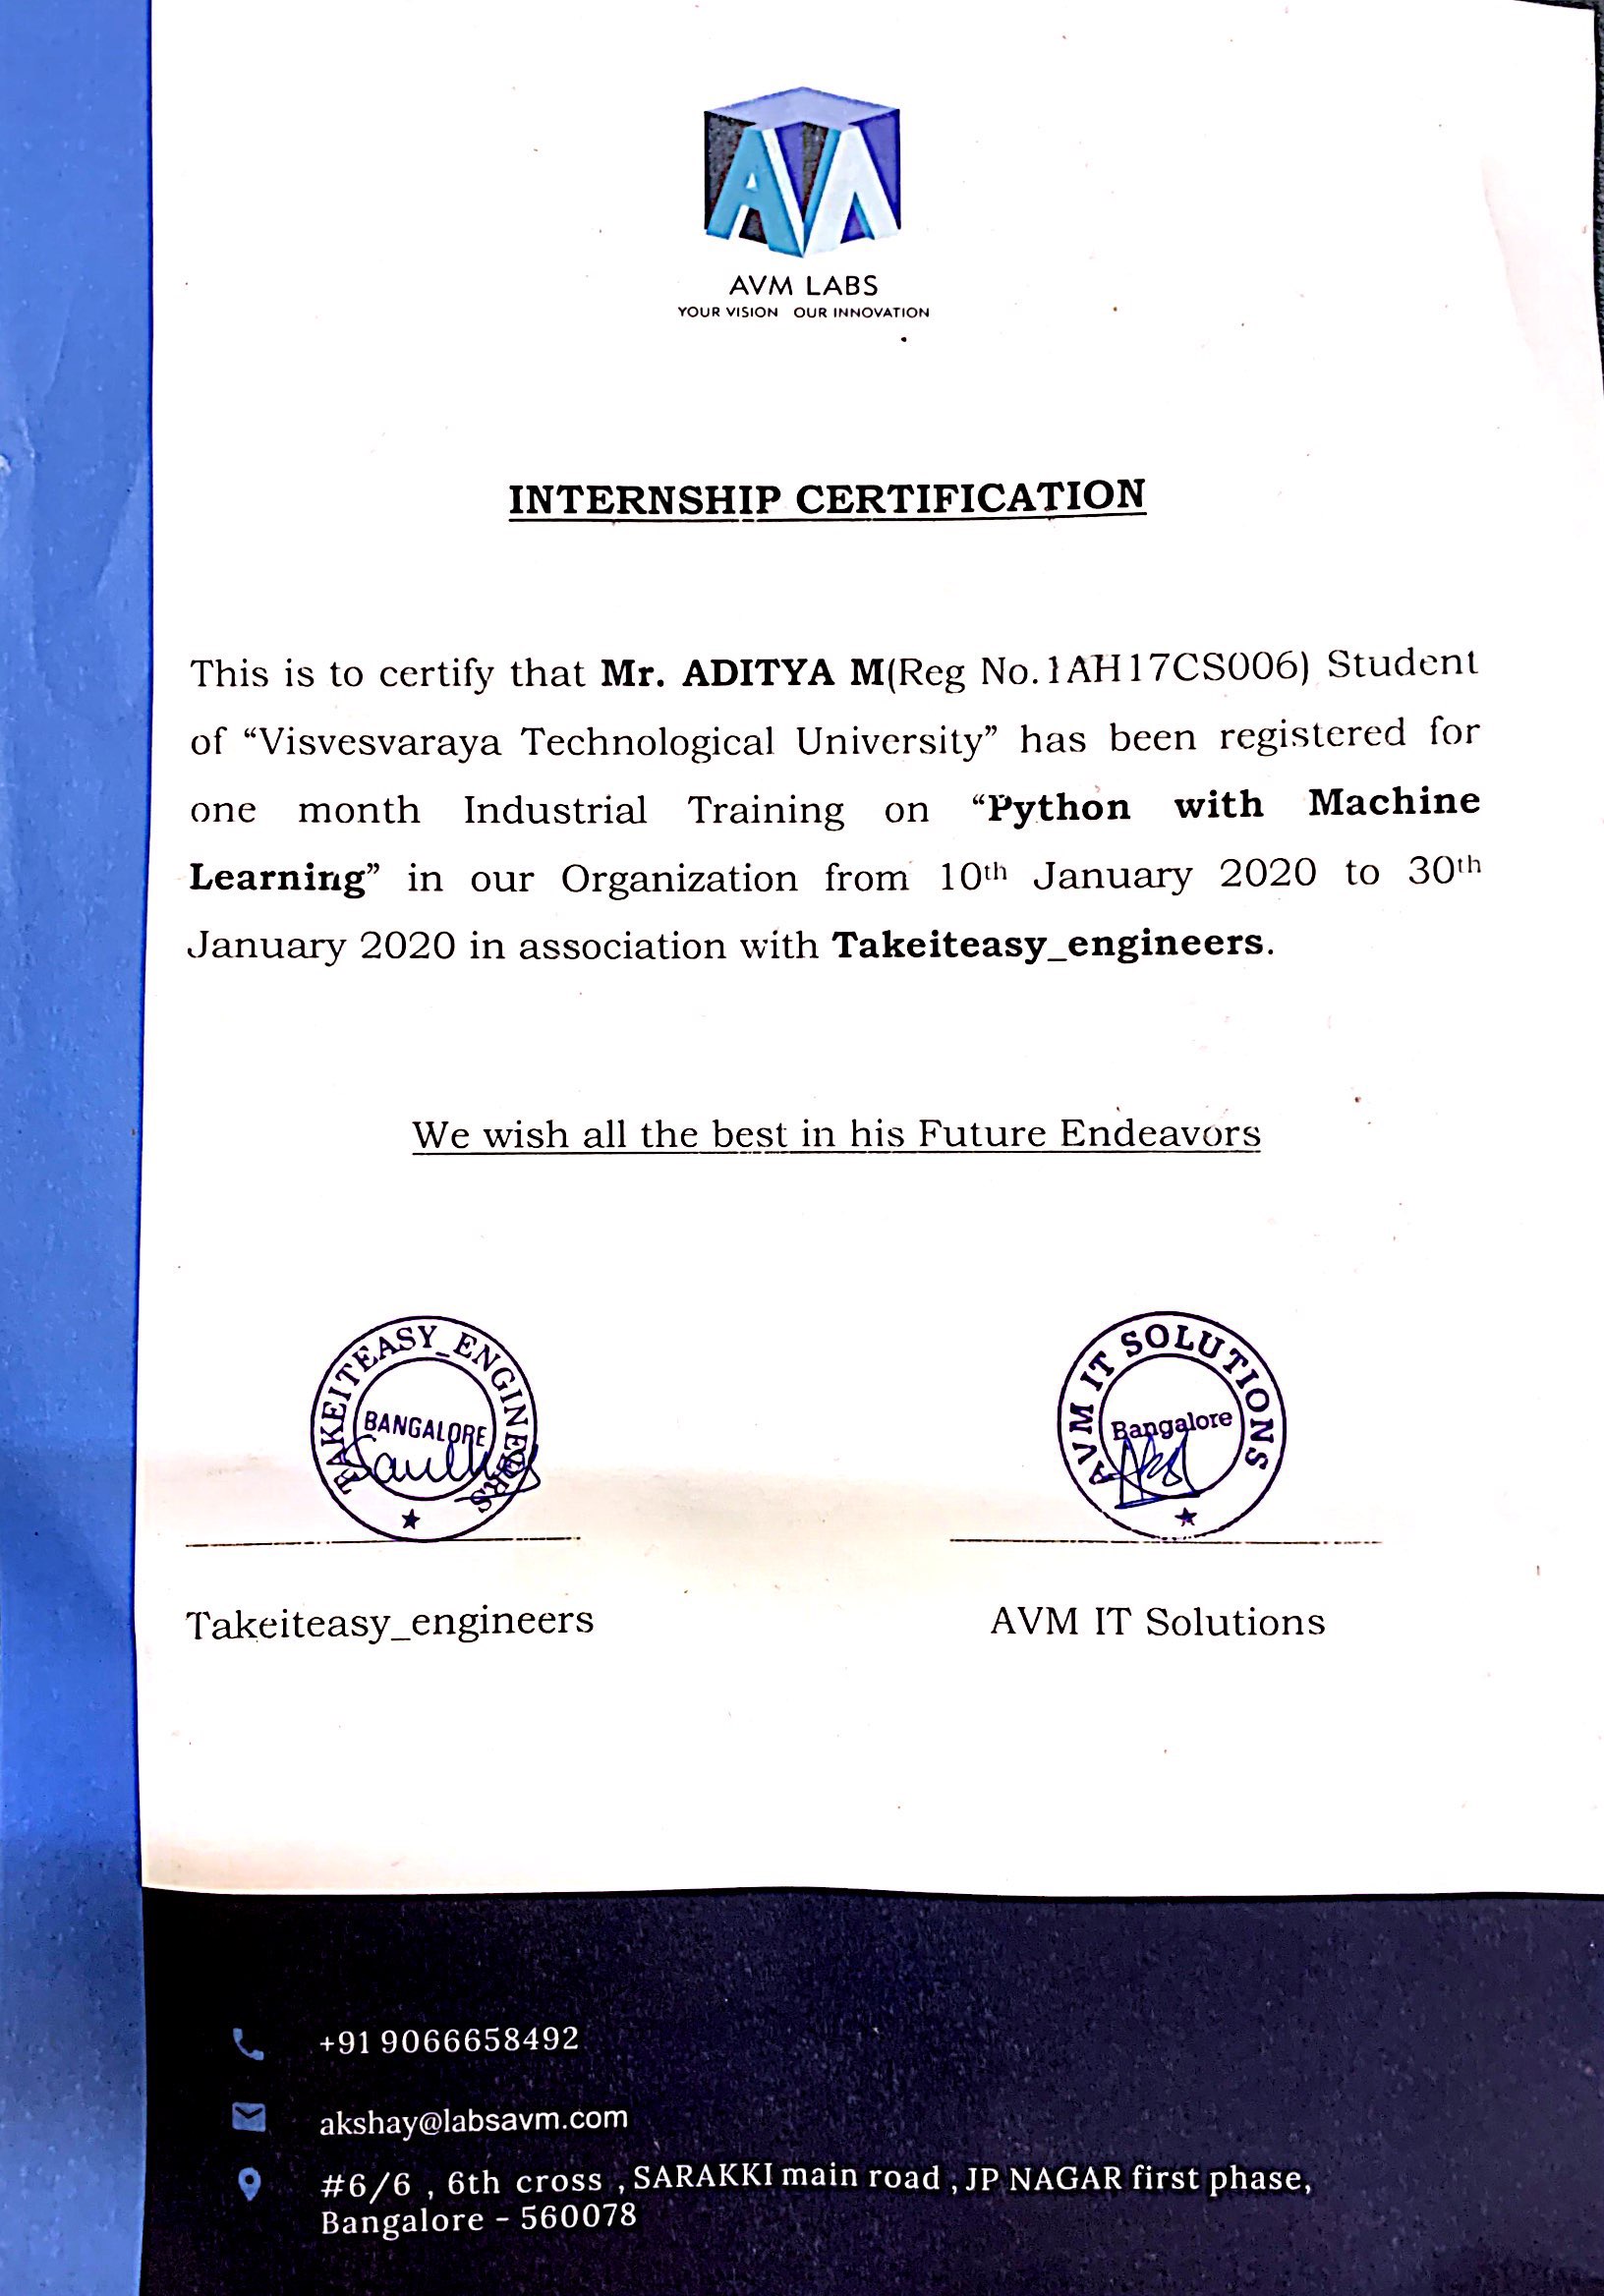 AVM LABS
YOUR VISION OUR INNOVATION
INTERNSHIP CERTIFICATION
This is to certify that Mr. ADITYA M(Reg No.1AH17CS006) Student
of “Visvesvaraya Technological University” has been registered for
one month Industrial Training on “Python with Machine
Learning” in our Organization from 10th January 2020 to 30th
January 2020 in association with Takeiteasy_engineers.
We wish all the best in his Future Endeavors
TAKEITEASY_ENGINEERS
BANGALORE
AVM IT SOLUTIONS
Bangalore
Takeiteasy_engineers
AVM IT Solutions
+91 9066658492
akshay@labsavm.com
#6/6 , 6th cross , SARAKKI main road , JP NAGAR first phase,
Bangalore - 560078